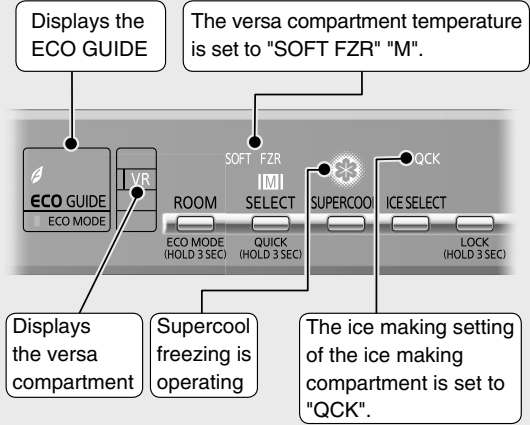 Displays the
ECO GUIDE
The versa compartment temperature
is set to "SOFT FZR" "M".
SOFT FZR
M
QCK
VR
ECO GUIDE
ECO MODE
ROOM
SELECT
SUPERCOOL
ICE SELECT
ECO MODE
(HOLD 3 SEC)
QUICK
(HOLD 3 SEC)
LOCK
(HOLD 3 SEC)
Displays
the versa
compartment
Supercool
freezing is
operating
The ice making setting
of the ice making
compartment is set to
"QCK".